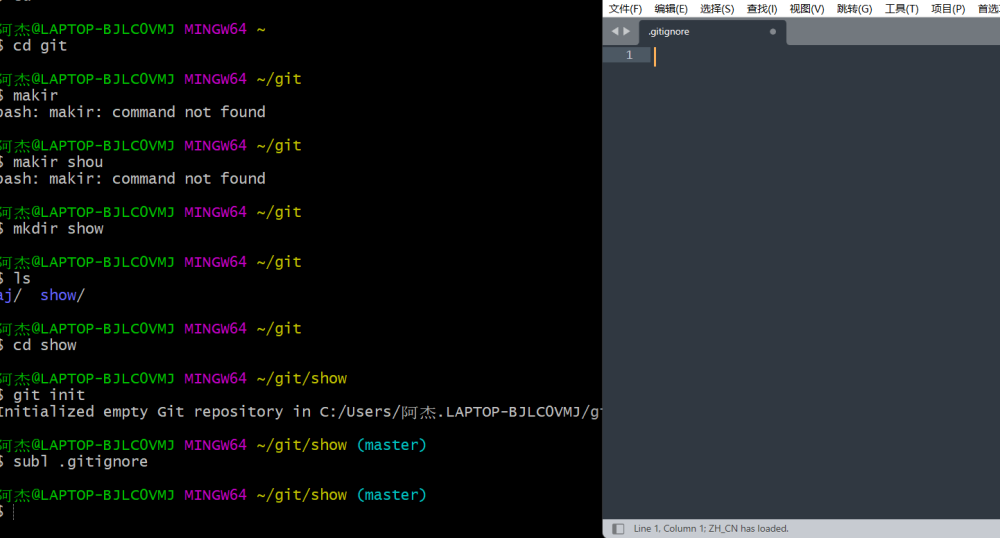 阿杰@LAPTOP-BJLC0VMJ MINGW64 ~
$ cd git
阿杰@LAPTOP-BJLC0VMJ MINGW64 ~/git
$ makir
bash: makir: command not found
阿杰@LAPTOP-BJLC0VMJ MINGW64 ~/git
$ makir shou
bash: makir: command not found
阿杰@LAPTOP-BJLC0VMJ MINGW64 ~/git
$ mkdir show
阿杰@LAPTOP-BJLC0VMJ MINGW64 ~/git
$ ls
aj/  show/
阿杰@LAPTOP-BJLC0VMJ MINGW64 ~/git
$ cd show
阿杰@LAPTOP-BJLC0VMJ MINGW64 ~/git/show
$ git init
Initialized empty Git repository in C:/Users/阿杰.LAPTOP-BJLC0VMJ/gi
阿杰@LAPTOP-BJLC0VMJ MINGW64 ~/git/show (master)
$ subl .gitignore
阿杰@LAPTOP-BJLC0VMJ MINGW64 ~/git/show (master)
$
文件(F) 编辑(E) 选择(S) 查找(I) 视图(V) 跳转(G) 工具(T) 项目(P) 首选
.gitignore
1
Line 1, Column 1; ZH_CN has loaded.